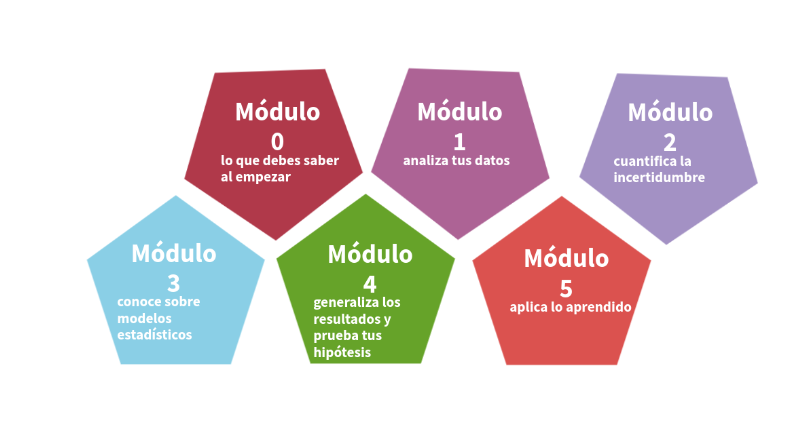 Módulo
0
lo que debes saber
al empezar
Módulo
1
analiza tus datos
Módulo
2
cuantifica la
incertidumbre
Módulo
3
conoce sobre
modelos
estadísticos
Módulo
4
generaliza los
resultados y
prueba tus
hipótesis
Módulo
5
aplica lo aprendido